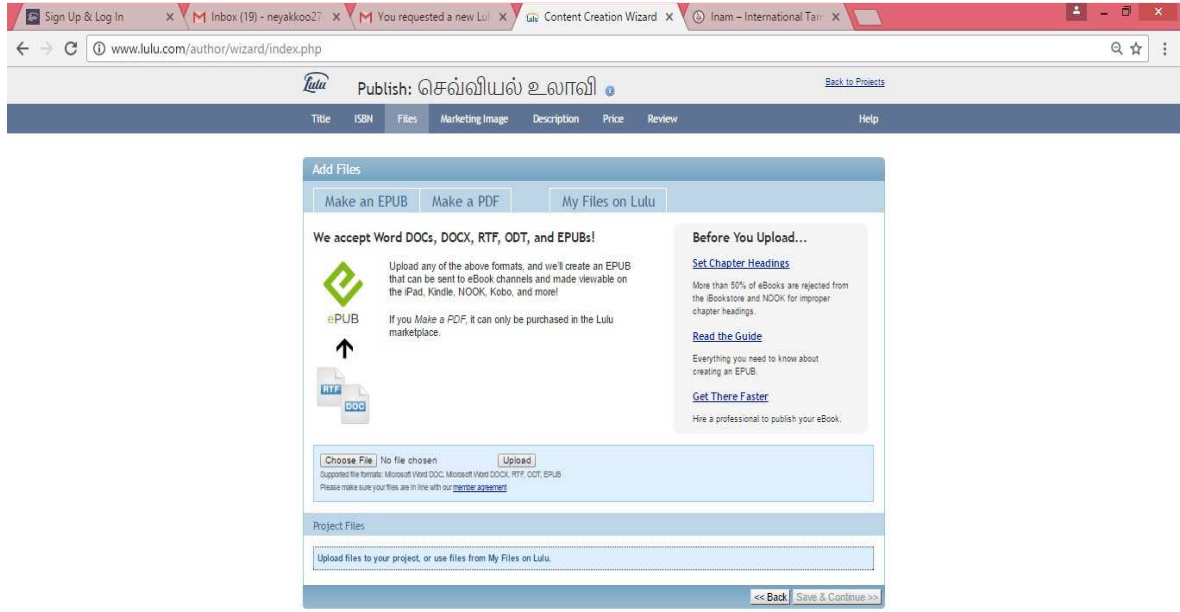 Sign Up & Log In
Inbox (19) - neyakkoo27
You requested a new Lul
Content Creation Wizard
Inam – International Tam
www.lulu.com/author/wizard/index.php
Lulu
Publish: செவ்வியல் உலாவி
Back to Projects
Title ISBN Files Marketing Image Description Price Review Help
Add Files
Make an EPUB Make a PDF My Files on Lulu
We accept Word DOCs, DOCX, RTF, ODT, and EPUBs!
Upload any of the above formats, and we'll create an EPUB
that can be sent to eBook channels and made viewable on
the iPad, Kindle, NOOK, Kobo, and more!
If you Make a PDF, it can only be purchased in the Lulu
marketplace.
ePUB
RTF
DOC
Before You Upload...
Set Chapter Headings
More than 50% of eBooks are rejected from
the iBookstore and NOOK for improper
chapter headings.
Read the Guide
Everything you need to know about
creating an EPUB.
Get There Faster
Hire a professional to publish your eBook.
Choose File No file chosen Upload
Supported file formats: Microsoft Word DOC, Microsoft Word DOCX, RTF, ODT, EPUB
Please make sure your files are in line with our member agreement
Project Files
Upload files to your project, or use files from My Files on Lulu.
<< Back Save & Continue >>